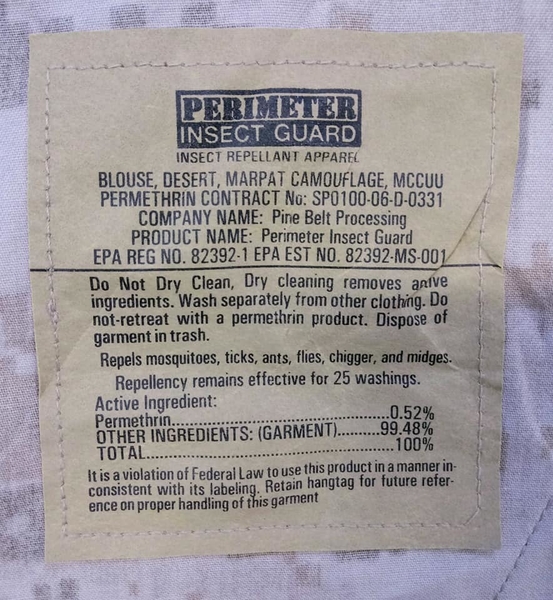 PERIMETER
INSECT GUARD
INSECT REPELLANT APPAREL
BLOUSE, DESERT, MARPAT CAMOUFLAGE, MCCUU
PERMETHRIN CONTRACT No: SP0100-06-D-0331
COMPANY NAME: Pine Belt Processing
PRODUCT NAME: Perimeter Insect Guard
EPA REG NO. 82392-1 EPA EST NO. 82392-MS-001
Do Not Dry Clean, Dry cleaning removes active
ingredients. Wash separately from other clothing. Do
not-retreat with a permethrin product. Dispose of
garment in trash.
Repels mosquitoes, ticks, ants, flies, chigger, and midges.
Repellency remains effective for 25 washings.
Active Ingredient:
Permethrin..............................0.52%
OTHER INGREDIENTS: (GARMENT).........99.48%
TOTAL....................................100%
It is a violation of Federal Law to use this product in a manner in-
consistent with its labeling. Retain hangtag for future refer-
ence on proper handling of this garment